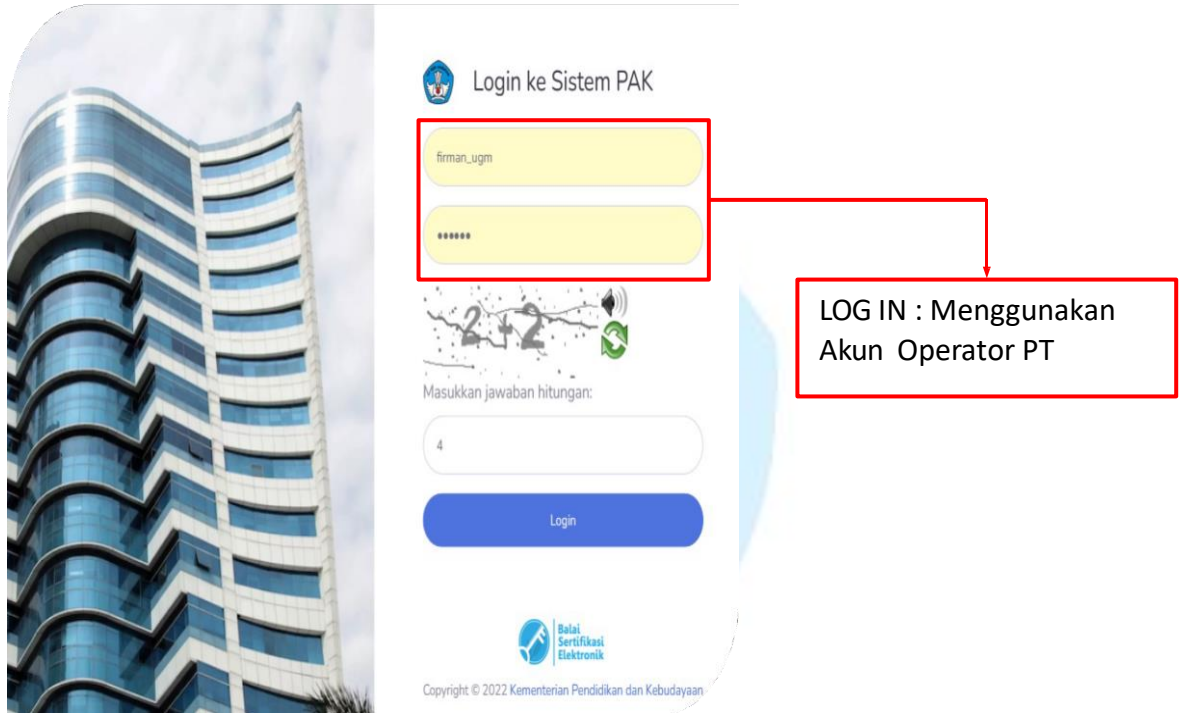 Login ke Sistem PAK
firman_ugm
••••••
2+2
Masukkan jawaban hitungan:
4
Login
Balai
Sertifikasi
Elektronik
Copyright © 2022 Kementerian Pendidikan dan Kebudayaan
LOG IN : Menggunakan
Akun Operator PT